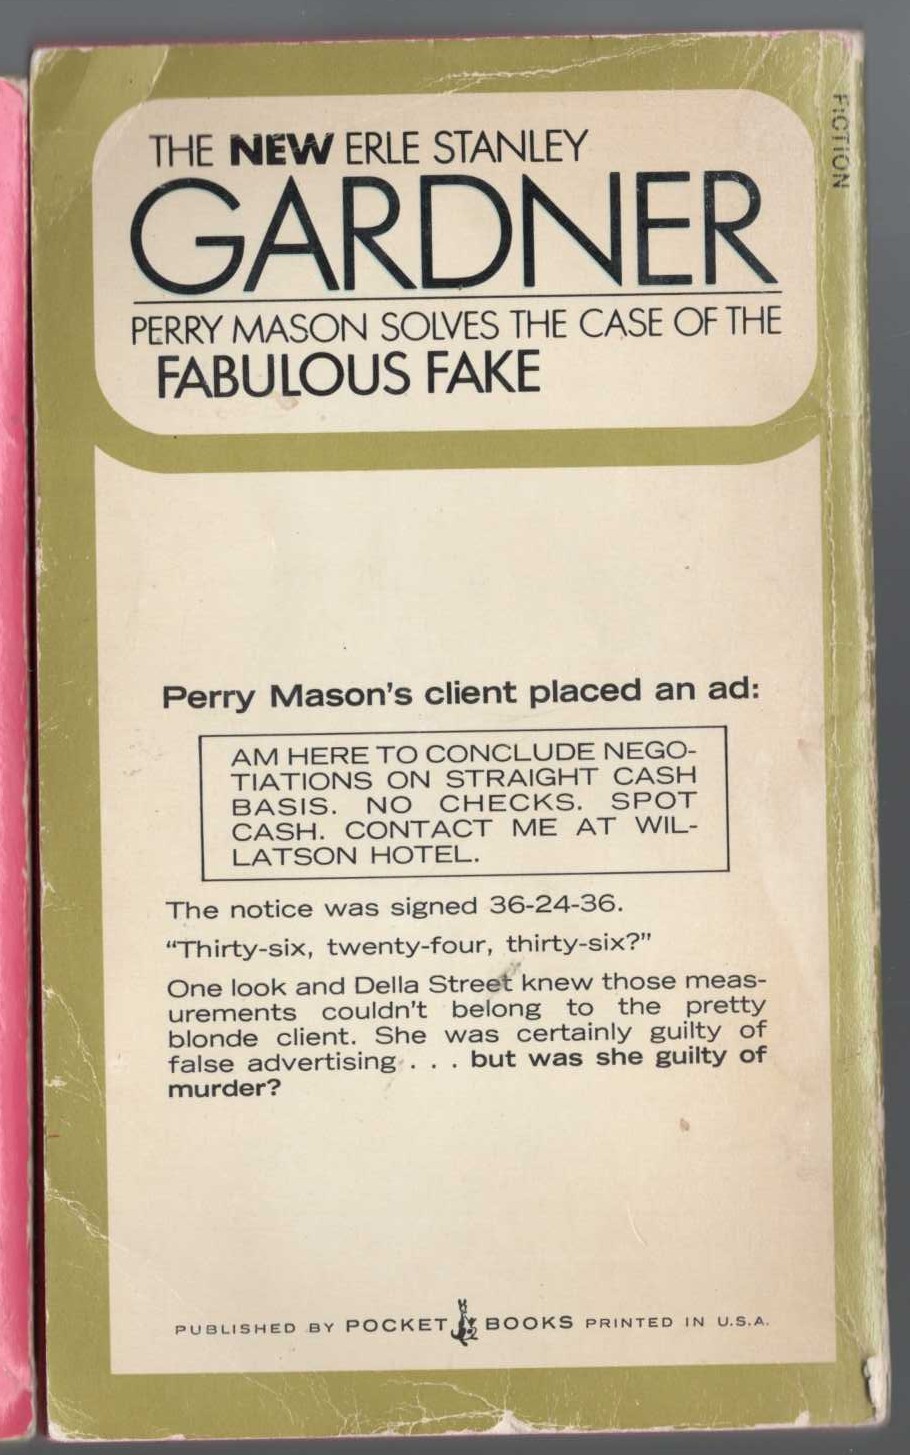 FICTION
THE NEW ERLE STANLEY
GARDNER
PERRY MASON SOLVES THE CASE OF THE
FABULOUS FAKE
Perry Mason's client placed an ad:
AM HERE TO CONCLUDE NEGO-
TIATIONS ON STRAIGHT CASH
BASIS. NO CHECKS. SPOT
CASH. CONTACT ME AT WIL-
LATSON HOTEL.
The notice was signed 36-24-36.
“Thirty-six, twenty-four, thirty-six?”
One look and Della Street knew those meas-
urements couldn't belong to the pretty
blonde client. She was certainly guilty of
false advertising . . . but was she guilty of
murder?
PUBLISHED BY POCKET BOOKS PRINTED IN U.S.A.